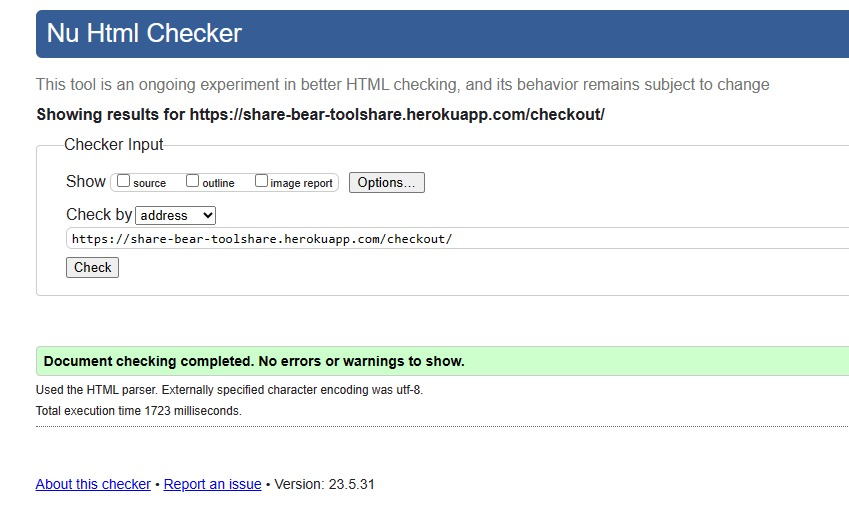 Nu Html Checker
This tool is an ongoing experiment in better HTML checking, and its behavior remains subject to change
Showing results for https://share-bear-toolshare.herokuapp.com/checkout/
Checker Input
Show source outline image report Options...
Check by address
https://share-bear-toolshare.herokuapp.com/checkout/
Check
Document checking completed. No errors or warnings to show.
Used the HTML parser. Externally specified character encoding was utf-8.
Total execution time 1723 milliseconds.
About this checker • Report an issue • Version: 23.5.31